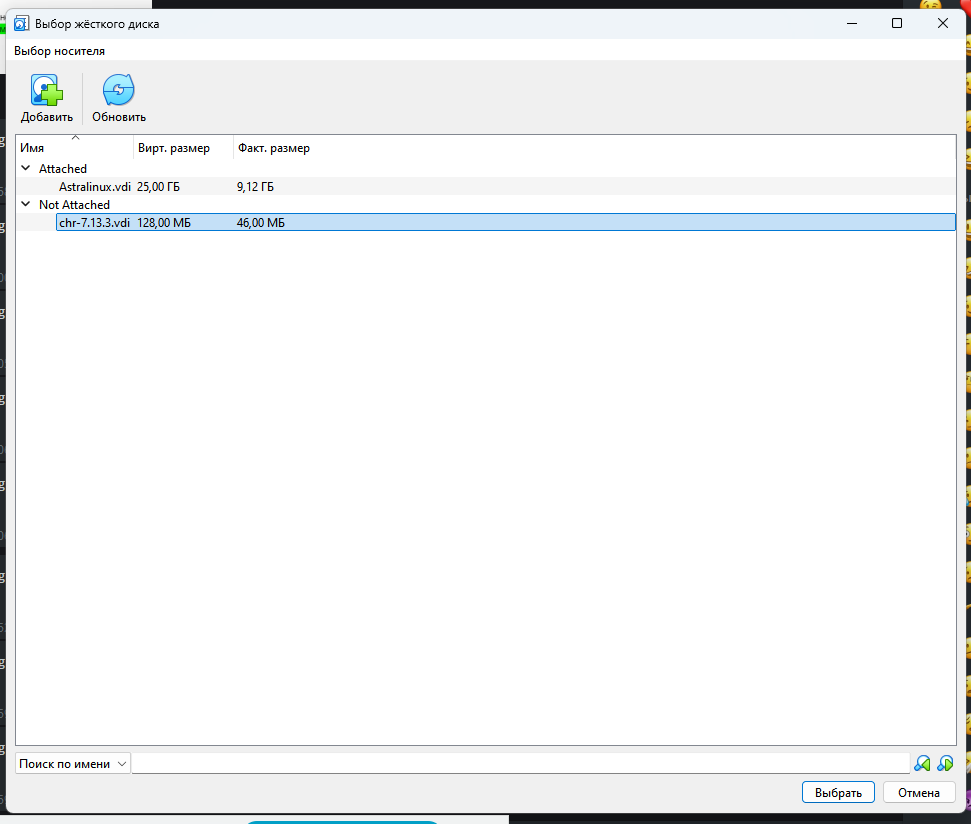 Выбор жёсткого диска
Выбор носителя
Добавить Обновить
Имя Вирт. размер Факт. размер
Attached
Astralinux.vdi 25,00 ГБ 9,12 ГБ
Not Attached
chr-7.13.3.vdi 128,00 МБ 46,00 МБ
Поиск по имени
Выбрать Отмена